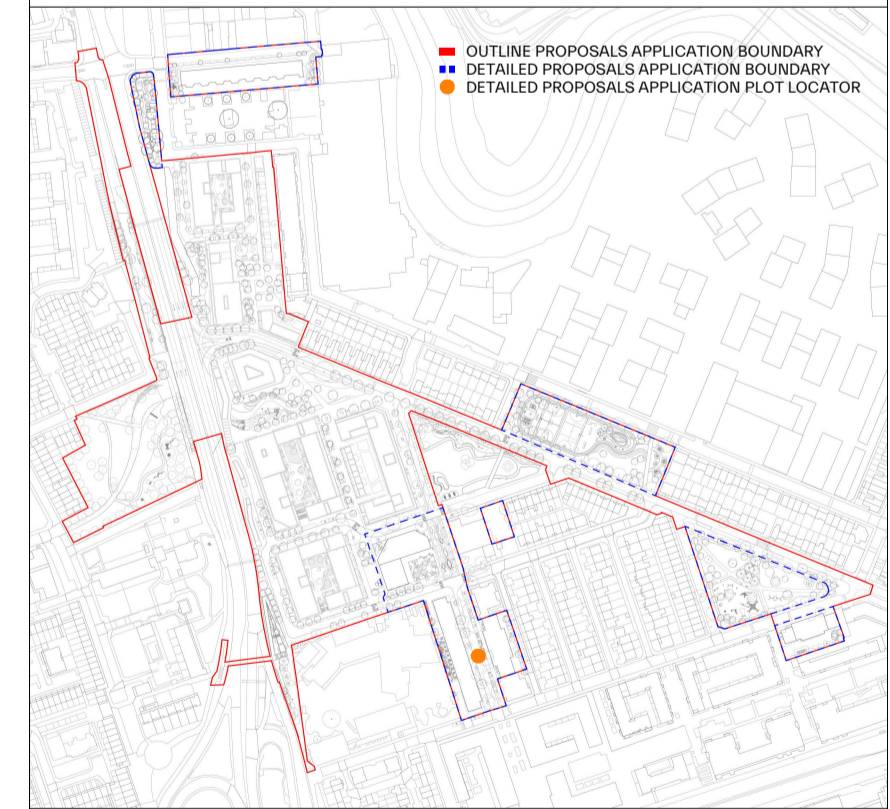 OUTLINE PROPOSALS APPLICATION BOUNDARY
DETAILED PROPOSALS APPLICATION BOUNDARY
DETAILED PROPOSALS APPLICATION PLOT LOCATOR